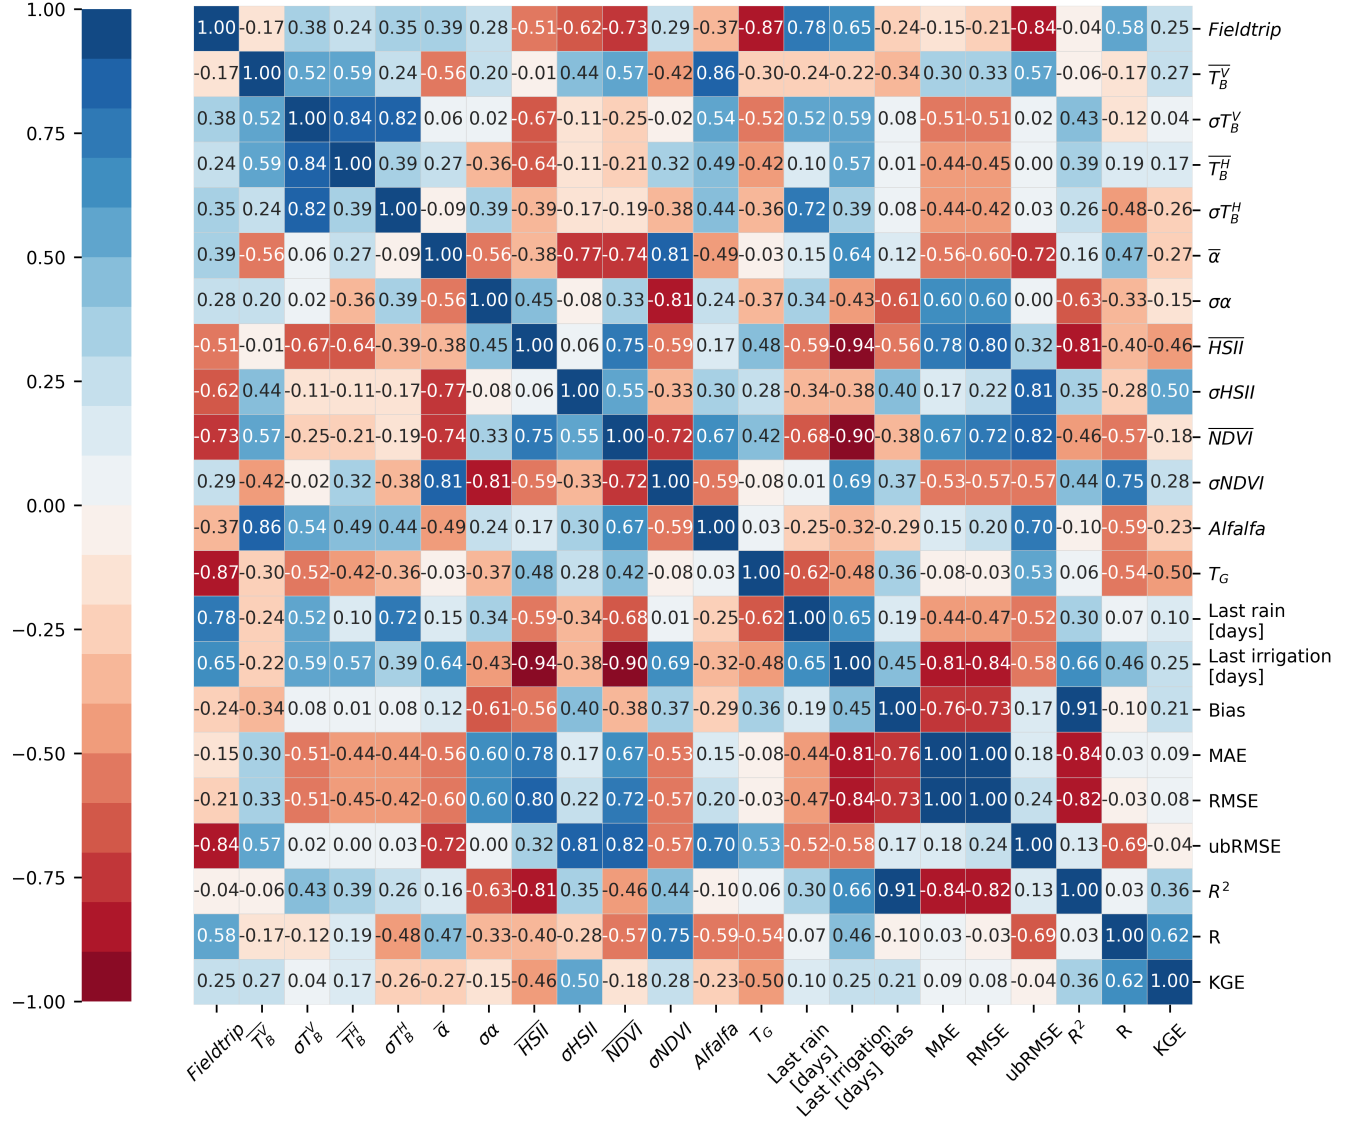 1.00
0.75
0.50
0.25
0.00
−0.25
−0.50
−0.75
−1.00
1.00 -0.17 0.38 0.24 0.35 0.39 0.28 -0.51 -0.62 -0.73 0.29 -0.37 -0.87 0.78 0.65 -0.24 -0.15 -0.21 -0.84 -0.04 0.58 0.25 Fieldtrip
-0.17 1.00 0.52 0.59 0.24 -0.56 0.20 -0.01 0.44 0.57 -0.42 0.86 -0.30 -0.24 -0.22 -0.34 0.30 0.33 0.57 -0.06 -0.17 0.27 $\overline{T_B^V}$
0.38 0.52 1.00 0.84 0.82 0.06 0.02 -0.67 -0.11 -0.25 -0.02 0.54 -0.52 0.52 0.59 0.08 -0.51 -0.51 0.02 0.43 -0.12 0.04 $\sigma T_B^V$
0.24 0.59 0.84 1.00 0.39 0.27 -0.36 -0.64 -0.11 -0.21 0.32 0.49 -0.42 0.10 0.57 0.01 -0.44 -0.45 0.00 0.39 0.19 0.17 $\overline{T_B^H}$
0.35 0.24 0.82 0.39 1.00 -0.09 0.39 -0.39 -0.17 -0.19 -0.38 0.44 -0.36 0.72 0.39 0.08 -0.44 -0.42 0.03 0.26 -0.48 -0.26 $\sigma T_B^H$
0.39 -0.56 0.06 0.27 -0.09 1.00 -0.56 -0.38 -0.77 -0.74 0.81 -0.49 -0.03 0.15 0.64 0.12 -0.56 -0.60 -0.72 0.16 0.47 -0.27 $\overline{\alpha}$
0.28 0.20 0.02 -0.36 0.39 -0.56 1.00 0.45 -0.08 0.33 -0.81 0.24 -0.37 0.34 -0.43 -0.61 0.60 0.60 0.00 -0.63 -0.33 -0.15 σα
-0.51 -0.01 -0.67 -0.64 -0.39 -0.38 0.45 1.00 0.06 0.75 -0.59 0.17 0.48 -0.59 -0.94 -0.56 0.78 0.80 0.32 -0.81 -0.40 -0.46 $\overline{HSII}$
-0.62 0.44 -0.11 -0.11 -0.17 -0.77 -0.08 0.06 1.00 0.55 -0.33 0.30 0.28 -0.34 -0.38 0.40 0.17 0.22 0.81 0.35 -0.28 0.50 σHSII
-0.73 0.57 -0.25 -0.21 -0.19 -0.74 0.33 0.75 0.55 1.00 -0.72 0.67 0.42 -0.68 -0.90 -0.38 0.67 0.72 0.82 -0.46 -0.57 -0.18 $\overline{NDVI}$
0.29 -0.42 -0.02 0.32 -0.38 0.81 -0.81 -0.59 -0.33 -0.72 1.00 -0.59 -0.08 0.01 0.69 0.37 -0.53 -0.57 -0.57 0.44 0.75 0.28 σNDVI
-0.37 0.86 0.54 0.49 0.44 -0.49 0.24 0.17 0.30 0.67 -0.59 1.00 0.03 -0.25 -0.32 -0.29 0.15 0.20 0.70 -0.10 -0.59 -0.23 Alfalfa
-0.87 -0.30 -0.52 -0.42 -0.36 -0.03 -0.37 0.48 0.28 0.42 -0.08 0.03 1.00 -0.62 -0.48 0.36 -0.08 -0.03 0.53 0.06 -0.54 -0.50 $T_G$
0.78 -0.24 0.52 0.10 0.72 0.15 0.34 -0.59 -0.34 -0.68 0.01 -0.25 -0.62 1.00 0.65 0.19 -0.44 -0.47 -0.52 0.30 0.07 0.10 Last rain
[days]
0.65 -0.22 0.59 0.57 0.39 0.64 -0.43 -0.94 -0.38 -0.90 0.69 -0.32 -0.48 0.65 1.00 0.45 -0.81 -0.84 -0.58 0.66 0.46 0.25 Last irrigation
[days]
-0.24 -0.34 0.08 0.01 0.08 0.12 -0.61 -0.56 0.40 -0.38 0.37 -0.29 0.36 0.19 0.45 1.00 -0.76 -0.73 0.17 0.91 -0.10 0.21 Bias
-0.15 0.30 -0.51 -0.44 -0.44 -0.56 0.60 0.78 0.17 0.67 -0.53 0.15 -0.08 -0.44 -0.81 -0.76 1.00 1.00 0.18 -0.84 0.03 0.09 MAE
-0.21 0.33 -0.51 -0.45 -0.42 -0.60 0.60 0.80 0.22 0.72 -0.57 0.20 -0.03 -0.47 -0.84 -0.73 1.00 1.00 0.24 -0.82 -0.03 0.08 RMSE
-0.84 0.57 0.02 0.00 0.03 -0.72 0.00 0.32 0.81 0.82 -0.57 0.70 0.53 -0.52 -0.58 0.17 0.18 0.24 1.00 0.13 -0.69 -0.04 ubRMSE
-0.04 -0.06 0.43 0.39 0.26 0.16 -0.63 -0.81 0.35 -0.46 0.44 -0.10 0.06 0.30 0.66 0.91 -0.84 -0.82 0.13 1.00 0.03 0.36 $R^2$
0.58 -0.17 -0.12 0.19 -0.48 0.47 -0.33 -0.40 -0.28 -0.57 0.75 -0.59 -0.54 0.07 0.46 -0.10 0.03 -0.03 -0.69 0.03 1.00 0.62 R
0.25 0.27 0.04 0.17 -0.26 -0.27 -0.15 -0.46 0.50 -0.18 0.28 -0.23 -0.50 0.10 0.25 0.21 0.09 0.08 -0.04 0.36 0.62 1.00 KGE
Fieldtrip
$\overline{T_B^V}$
$\sigma T_B^V$
$\overline{T_B^H}$
$\sigma T_B^H$
$\overline{\alpha}$
σα
$\overline{HSII}$
σHSII
$\overline{NDVI}$
σNDVI
Alfalfa
$T_G$
Last rain
[days]
Last irrigation
[days]
Bias
MAE
RMSE
ubRMSE
$R^2$
R
KGE